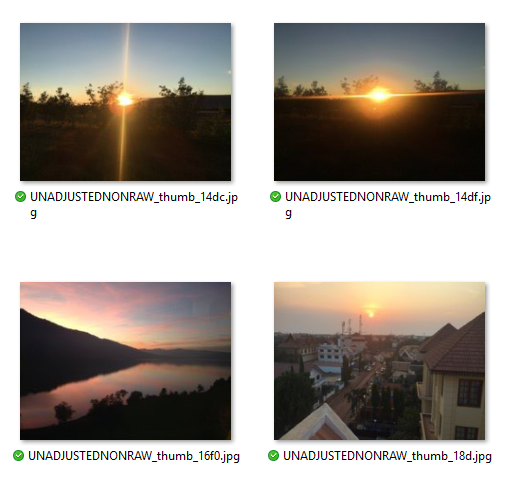 UNADJUSTEDNONRAW_thumb_14dc.jp
g
UNADJUSTEDNONRAW_thumb_14df.jp
g
UNADJUSTEDNONRAW_thumb_16f0.jpg
UNADJUSTEDNONRAW_thumb_18d.jpg